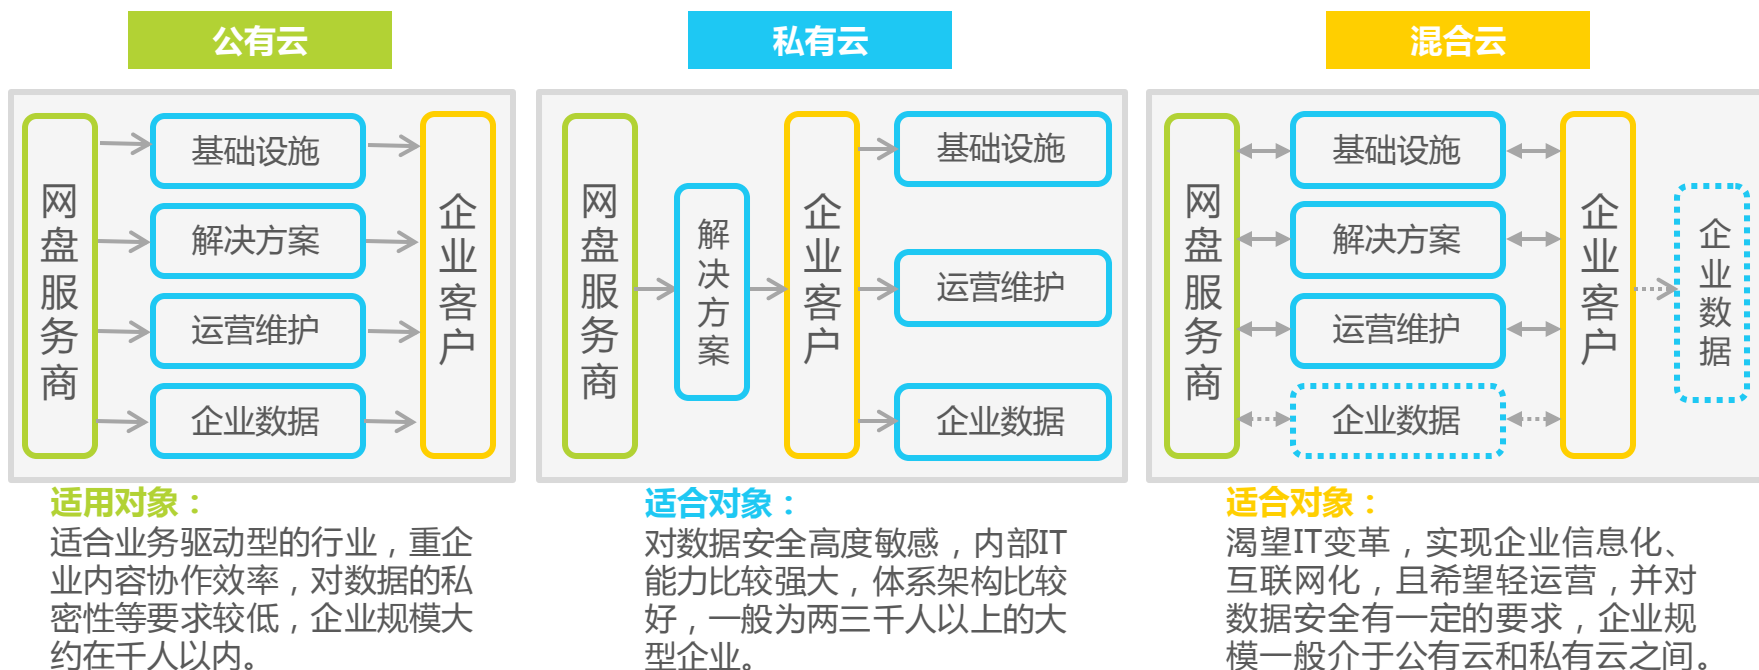 公有云
网盘服务商
基础设施
解决方案
运营维护
企业数据
企业客户
适用对象：
适合业务驱动型的行业，重企
业内容协作效率，对数据的私
密性等要求较低，企业规模大
约在千人以内。
私有云
网盘服务商
解决方案
企业客户
基础设施
运营维护
企业数据
适合对象：
对数据安全高度敏感，内部IT
能力比较强大，体系架构比较
好，一般为两三千人以上的大
型企业。
混合云
网盘服务商
基础设施
解决方案
运营维护
企业数据
企业客户
企业数据
适合对象：
渴望IT变革，实现企业信息化、
互联网化，且希望轻运营，并对
数据安全有一定的要求，企业规
模一般介于公有云和私有云之间。